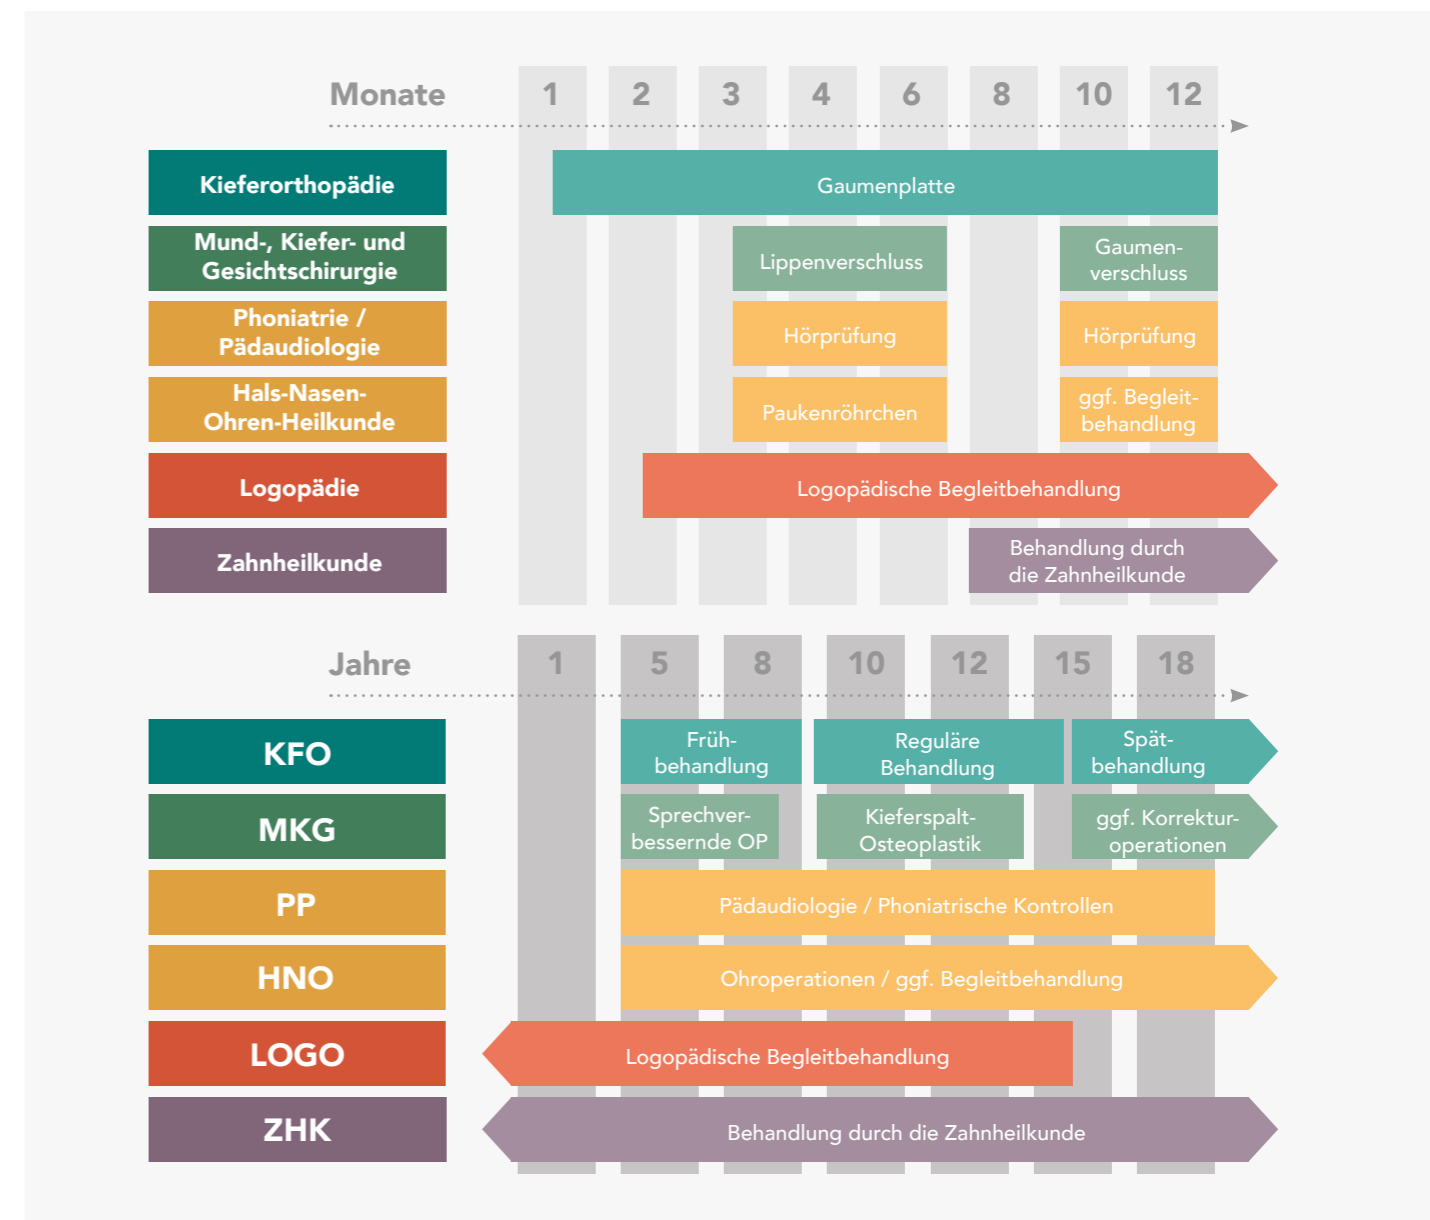 Monate 1 2 3 4 6 8 10 12
Kieferorthopädie
Gaumenplatte
Mund-, Kiefer- und
Gesichtschirurgie
Lippenverschluss
Gaumen-
verschluss
Phoniatrie /
Pädaudiologie
Hörprüfung
Hörprüfung
Hals-Nasen-
Ohren-Heilkunde
Paukenröhrchen
ggf. Begleit-
behandlung
Logopädie
Logopädische Begleitbehandlung
Zahnheilkunde
Behandlung durch
die Zahnheilkunde
Jahre 1 5 8 10 12 15 18
KFO
Früh-
behandlung
Reguläre
Behandlung
Spät-
behandlung
MKG
Sprechver-
bessernde OP
Kieferspalt-
Osteoplastik
ggf. Korrektur-
operationen
PP
Pädaudiologie / Phoniatrische Kontrollen
HNO
Ohroperationen / ggf. Begleitbehandlung
LOGO
Logopädische Begleitbehandlung
ZHK
Behandlung durch die Zahnheilkunde